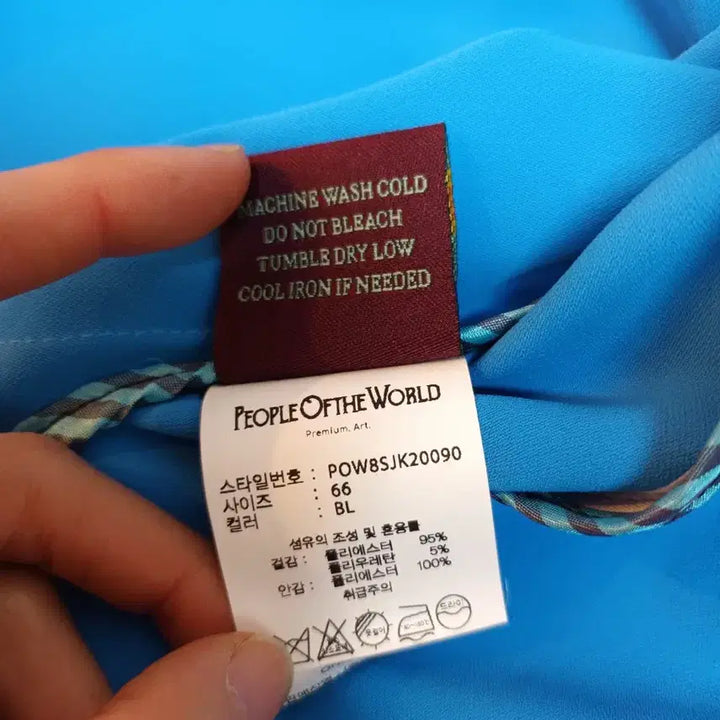 MACHINE WASH COLD
DO NOT BLEACH
TUMBLE DRY LOW
COOL IRON IF NEEDED
PEOPLE OF THE WORLD
Premium. Art.
스타일번호 : POW8SJK20090
사이즈 : 66
컬러 : BL
섬유의 조성 및 혼용률
겉감 : 폴리에스터 95%
폴리우레탄 5%
안감 : 폴리에스터 100%
취급주의
드라이